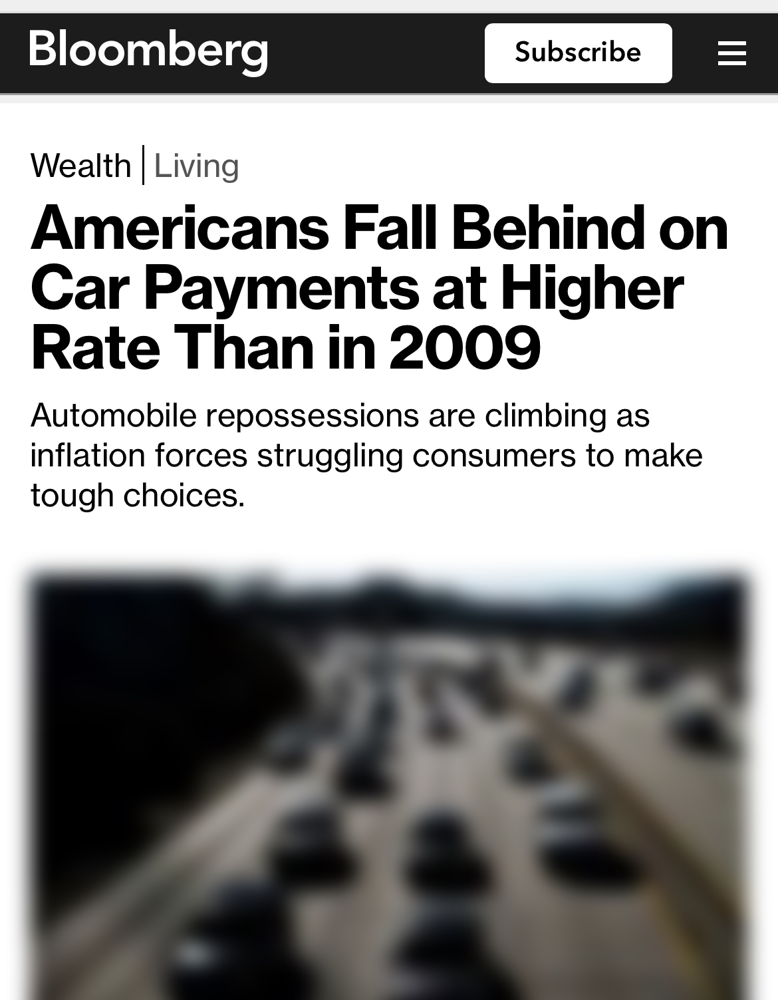 Bloomberg
Subscribe
Wealth | Living
Americans Fall Behind on
Car Payments at Higher
Rate Than in 2009
Automobile repossessions are climbing as
inflation forces struggling consumers to make
tough choices.